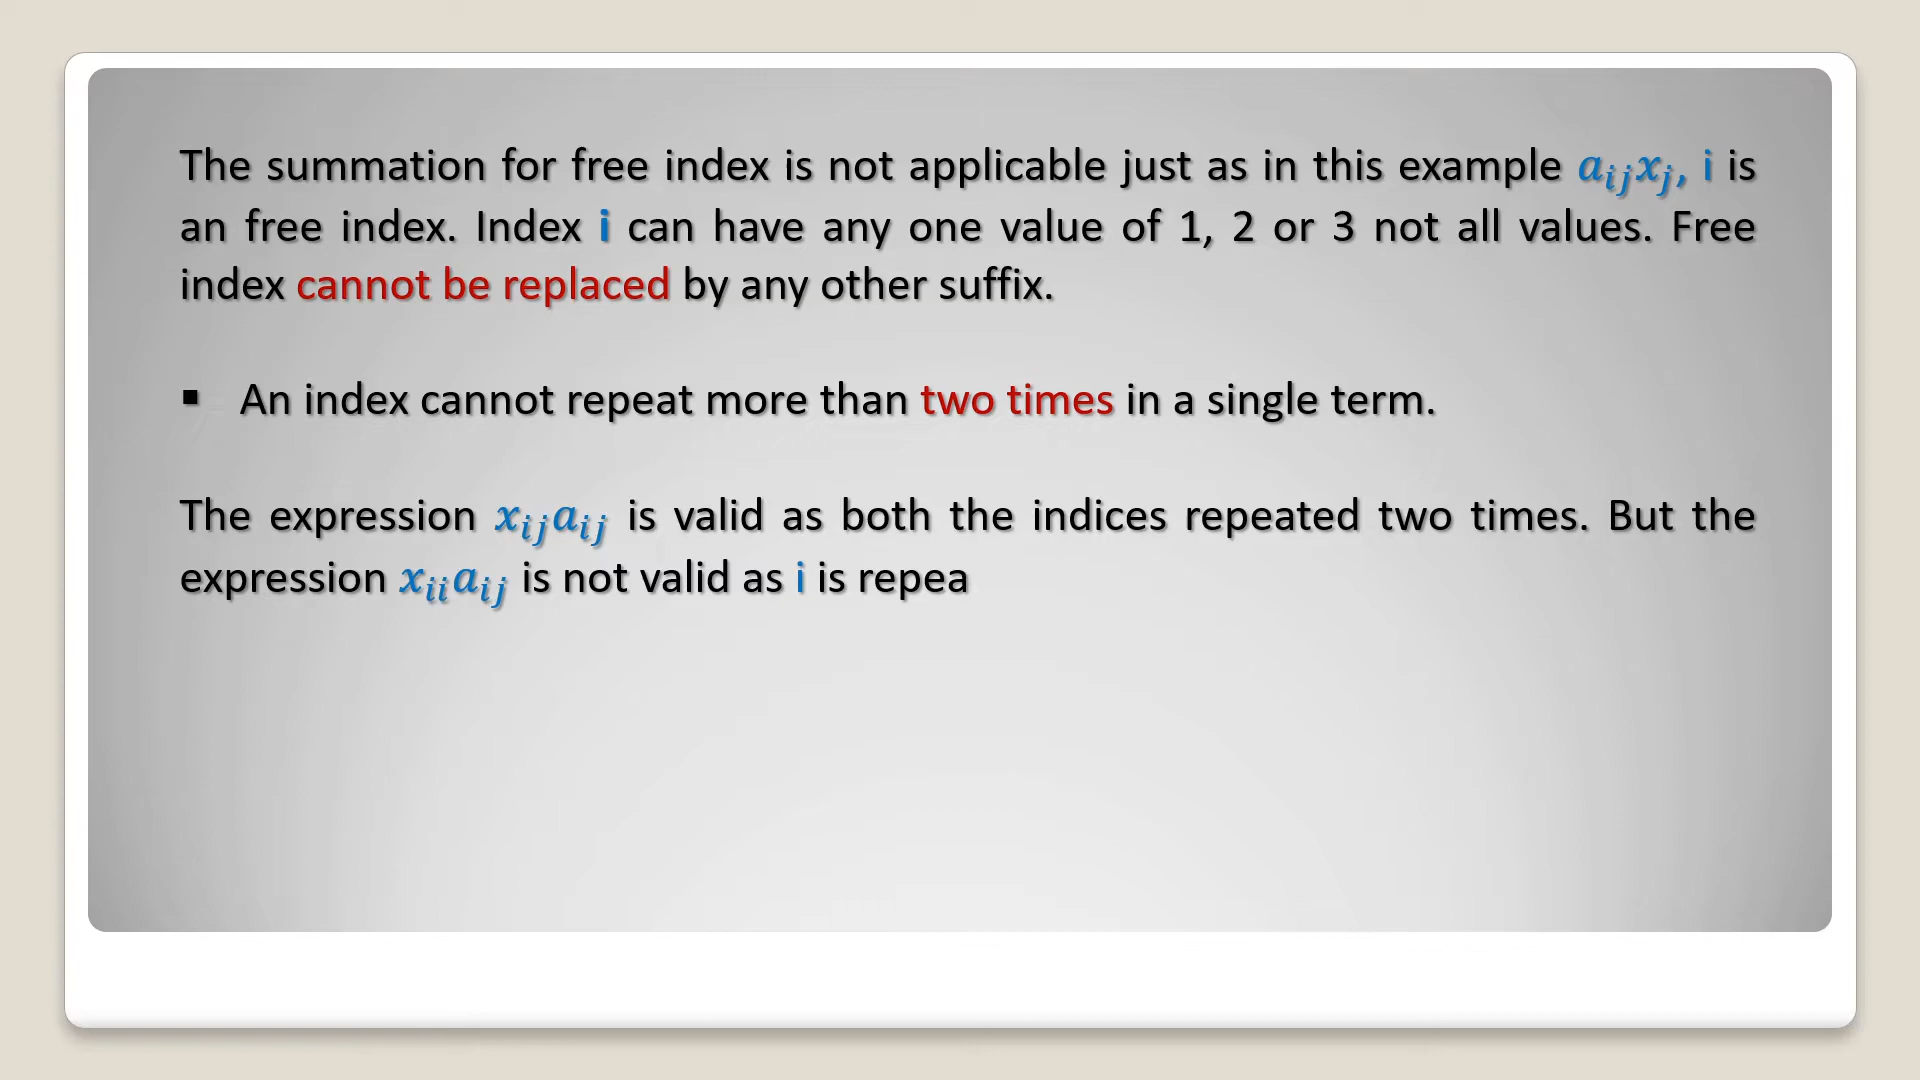 The summation for free index is not applicable just as in this example $a_{ij}x_j$, i is
an free index. Index i can have any one value of 1, 2 or 3 not all values. Free
index cannot be replaced by any other suffix.
▪ An index cannot repeat more than two times in a single term.
The expression $x_{ij}a_{ij}$ is valid as both the indices repeated two times. But the
expression $x_{ii}a_{ij}$ is not valid as i is repea